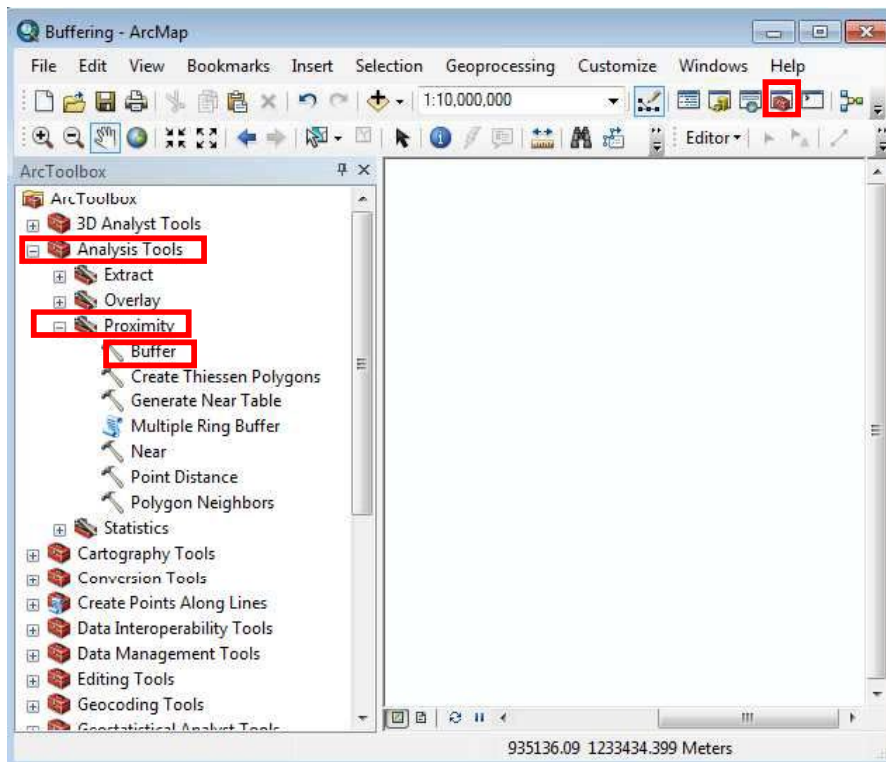 Buffering - ArcMap
File Edit View Bookmarks Insert Selection Geoprocessing Customize Windows Help
1:10,000,000
Editor
ArcToolbox
ArcToolbox
3D Analyst Tools
Analysis Tools
Extract
Overlay
Proximity
Buffer
Create Thiessen Polygons
Generate Near Table
Multiple Ring Buffer
Near
Point Distance
Polygon Neighbors
Statistics
Cartography Tools
Conversion Tools
Create Points Along Lines
Data Interoperability Tools
Data Management Tools
Editing Tools
Geocoding Tools
Geostatistical Analyst Tools
935136.09 1233434.399 Meters